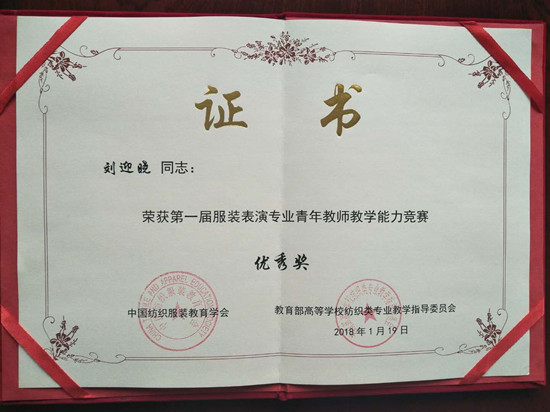 证书
刘迎晓 同志：
荣获第一届服装表演专业青年教师教学能力竞赛
优秀奖
中国纺织服装教育学会
教育部高等学校纺织类专业教学指导委员会
2018年1月19日